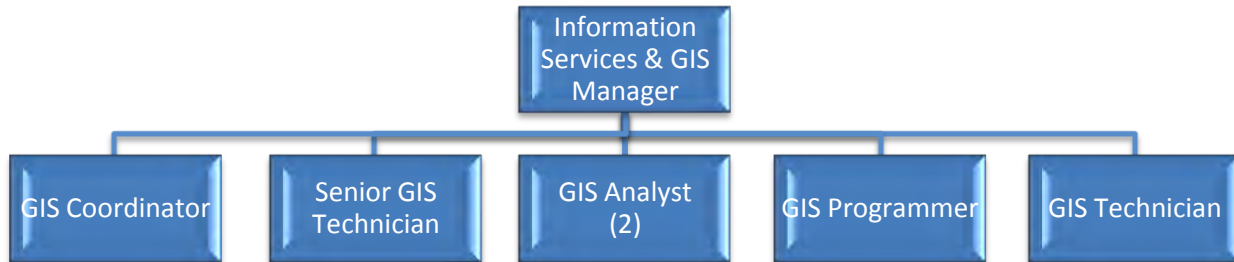 Information
Services & GIS
Manager
GIS Coordinator
Senior GIS
Technician
GIS Analyst
(2)
GIS Programmer
GIS Technician